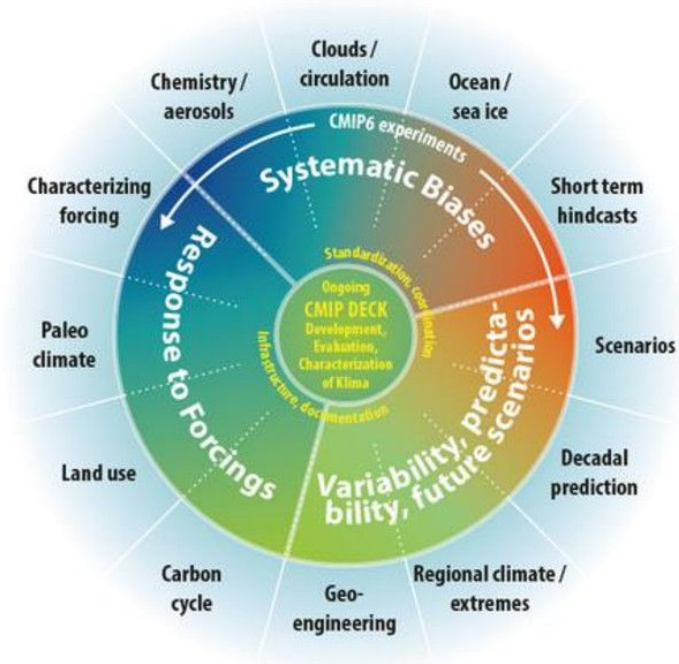 Clouds /
circulation
Ocean /
sea ice
Short term
hindcasts
Scenarios
Decadal
prediction
Regional climate /
extremes
Geo-
engineering
Carbon
cycle
Land use
Paleo
climate
Characterizing
forcing
Chemistry /
aerosols
CMIP6 experiments
Systematic Biases
Variability, predicta-
bility, future scenarios
Response to Forcings
Standardization, coordination
Infrastructure, documentation
Ongoing
CMIP DECK
Development,
Evaluation,
Characterization
of Klima